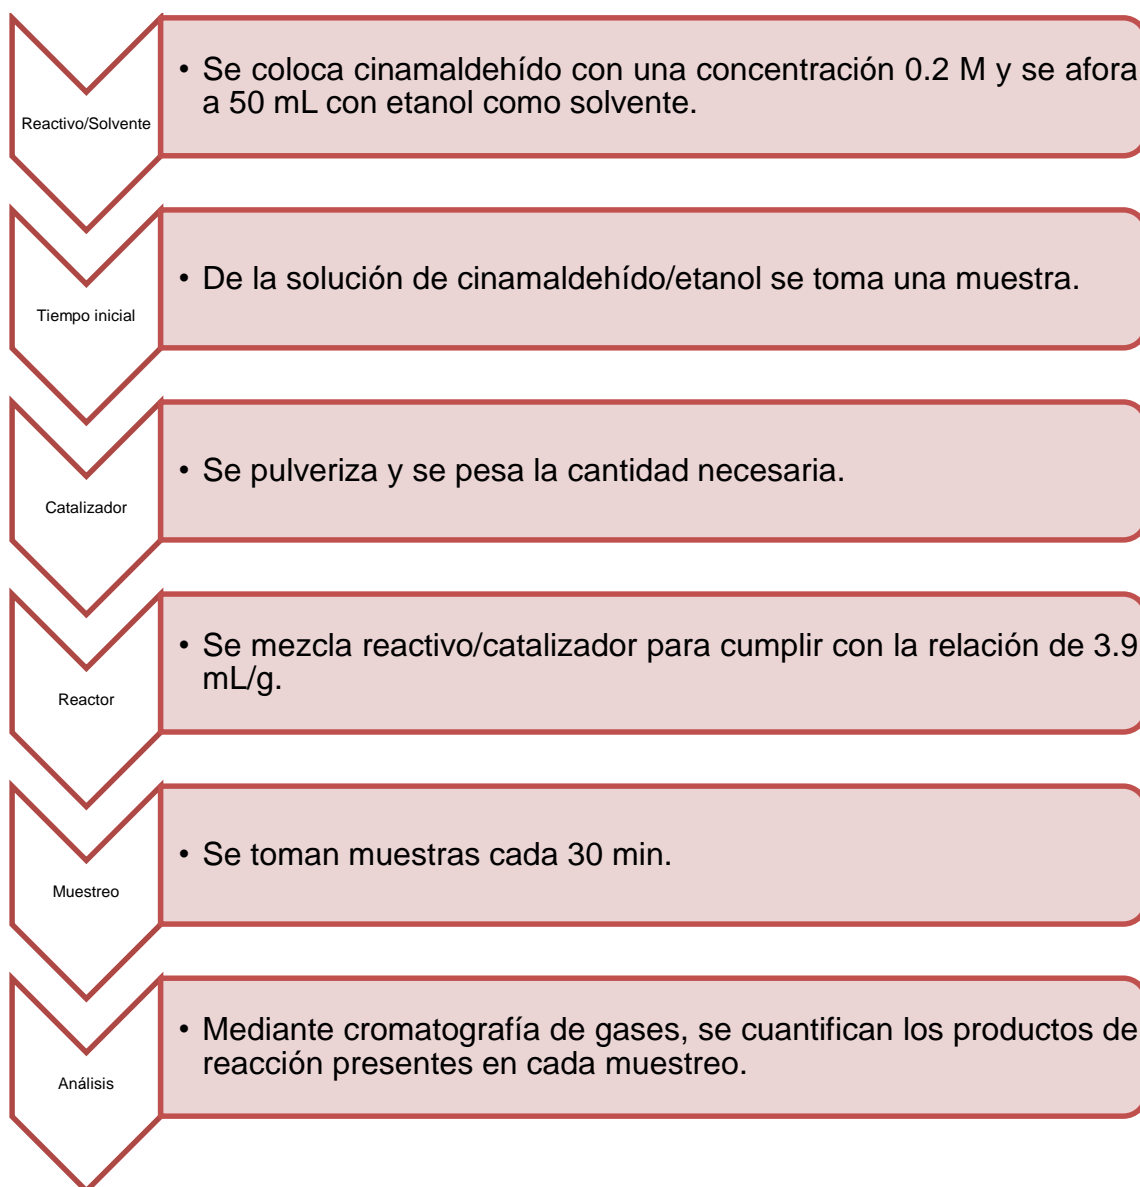 Reactivo/Solvente
• Se coloca cinamaldehído con una concentración 0.2 M y se afora
a 50 mL con etanol como solvente.
Tiempo inicial
• De la solución de cinamaldehído/etanol se toma una muestra.
Catalizador
• Se pulveriza y se pesa la cantidad necesaria.
Reactor
• Se mezcla reactivo/catalizador para cumplir con la relación de 3.9
mL/g.
Muestreo
• Se toman muestras cada 30 min.
Análisis
• Mediante cromatografía de gases, se cuantifican los productos de
reacción presentes en cada muestreo.